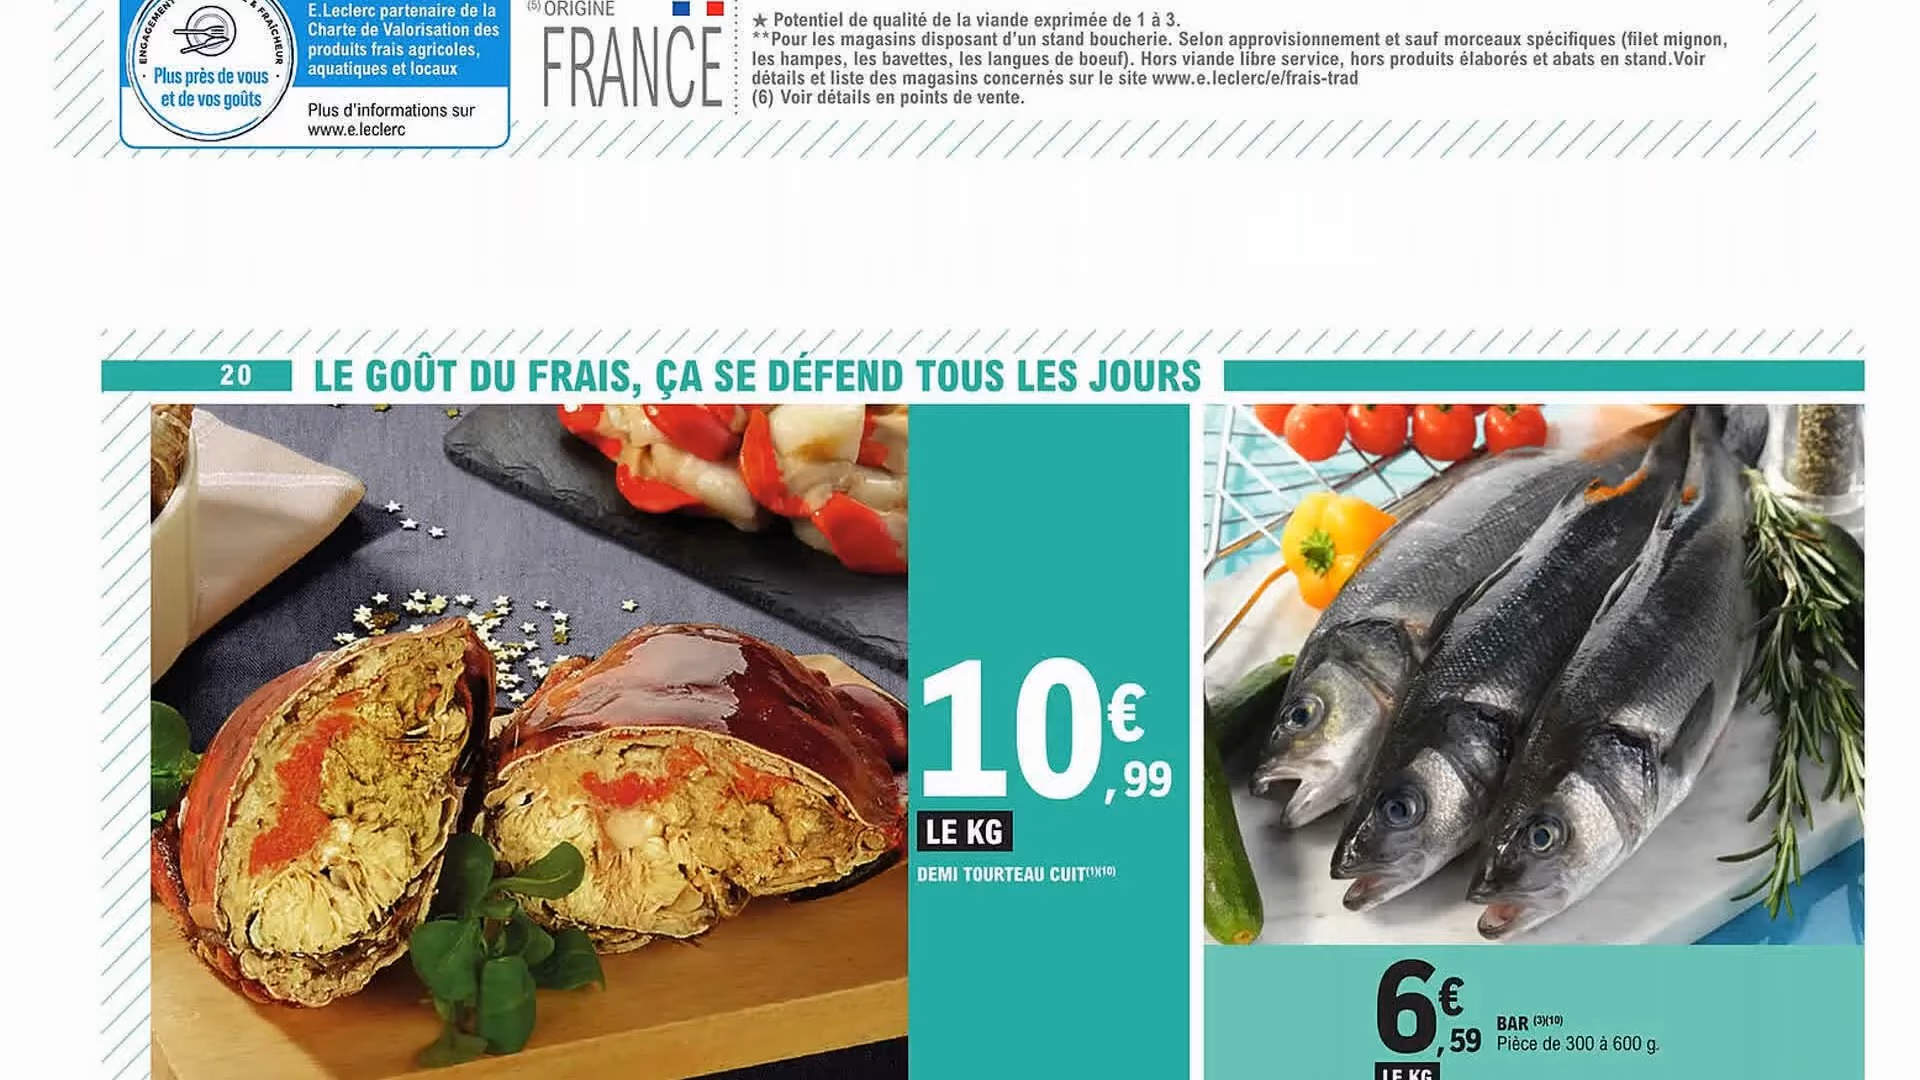 ENGAGEMENT
& FRAÎCHEUR
Plus près de vous
et de vos goûts
E.Leclerc partenaire de la
Charte de Valorisation des
produits frais agricoles,
aquatiques et locaux
Plus d'informations sur
www.e.leclerc
(5) ORIGINE
FRANCE
★ Potentiel de qualité de la viande exprimée de 1 à 3.
**Pour les magasins disposant d'un stand boucherie. Selon approvisionnement et sauf morceaux spécifiques (filet mignon,
les hampes, les bavettes, les langues de boeuf). Hors viande libre service, hors produits élaborés et abats en stand.Voir
détails et liste des magasins concernés sur le site www.e.leclerc/e/frais-trad
(6) Voir détails en points de vente.
20
LE GOÛT DU FRAIS, ÇA SE DÉFEND TOUS LES JOURS
10€,99
LE KG
DEMI TOURTEAU CUIT(1)(10)
6€,59
LE KG
BAR (3)(10)
Pièce de 300 à 600 g.